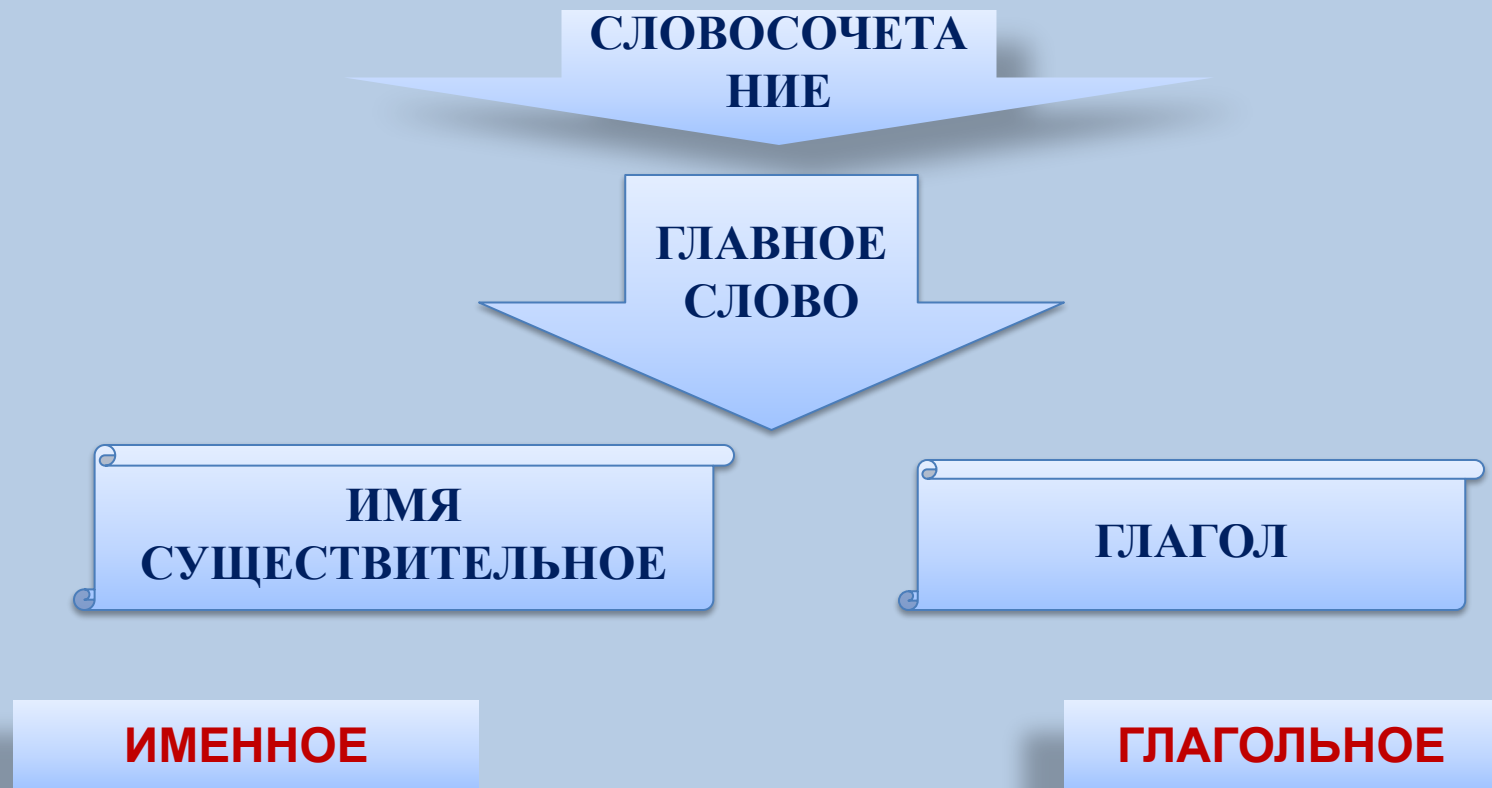 СЛОВОСОЧЕТА
НИЕ
ГЛАВНОЕ
СЛОВО
ИМЯ
СУЩЕСТВИТЕЛЬНОЕ
ГЛАГОЛ
ИМЕННОЕ
ГЛАГОЛЬНОЕ